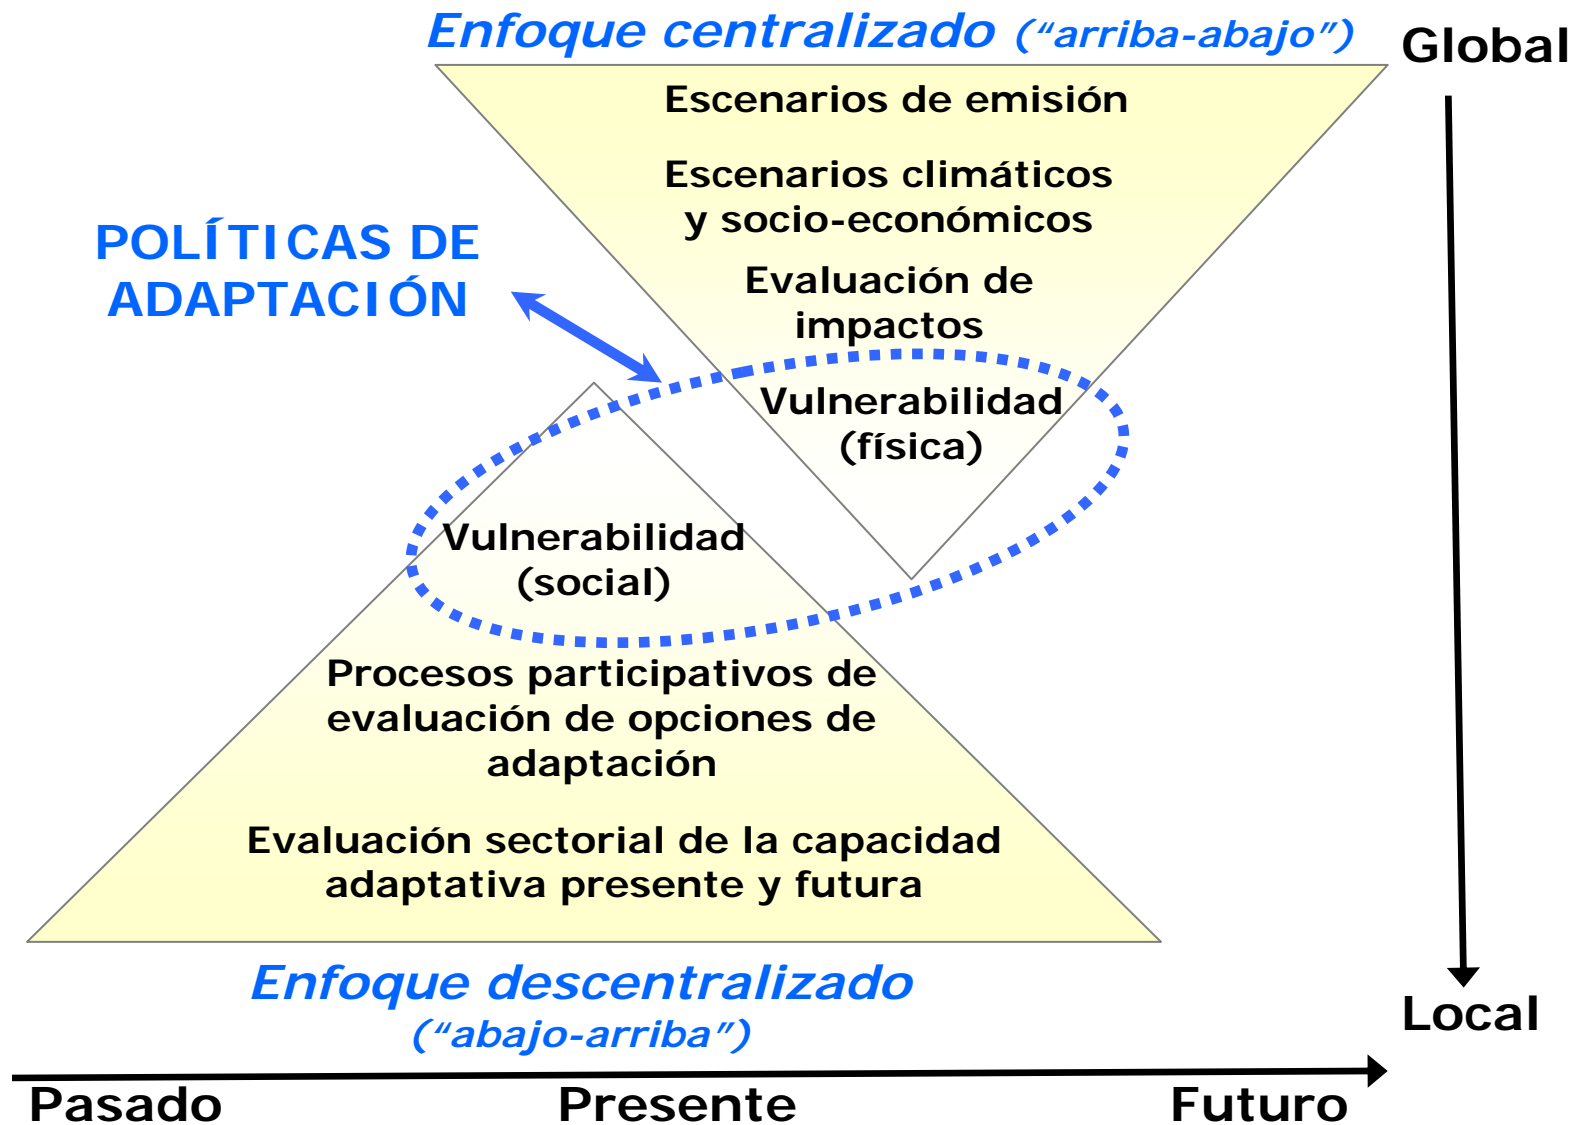 Enfoque centralizado (“arriba-abajo”)
Global
Escenarios de emisión
Escenarios climáticos
y socio-económicos
Evaluación de
impactos
Vulnerabilidad
(física)
POLÍTICAS DE
ADAPTACIÓN
Vulnerabilidad
(social)
Procesos participativos de
evaluación de opciones de
adaptación
Evaluación sectorial de la capacidad
adaptativa presente y futura
Enfoque descentralizado
(“abajo-arriba”)
Local
Pasado Presente Futuro